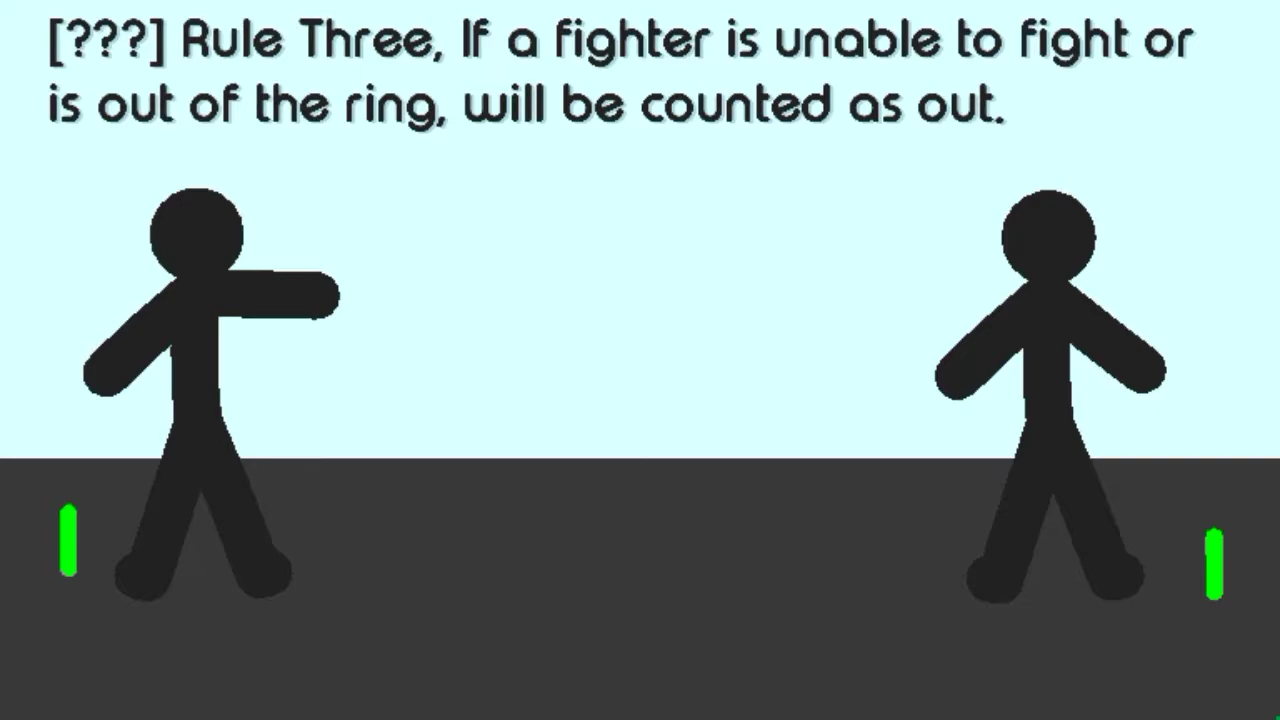 [???] Rule Three, If a fighter is unable to fight or
is out of the ring, will be counted as out.